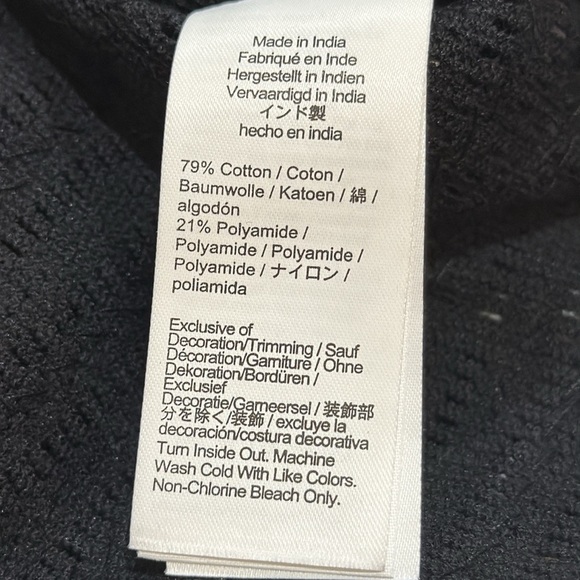 Made in India
Fabriqué en Inde
Hergestellt in Indien
Vervaardigd in India
インド製
hecho en india
79% Cotton / Coton /
Baumwolle / Katoen / 綿 /
algodón
21% Polyamide /
Polyamide / Polyamide /
Polyamide / ナイロン /
poliamida
Exclusive of
Decoration/Trimming / Sauf
Décoration/Garniture / Ohne
Dekoration/Bordüren /
Exclusief
Decoratie/Garneersel / 装飾部
分を除く/装飾 / excluye la
decoración/costura decorativa
Turn Inside Out. Machine
Wash Cold With Like Colors.
Non-Chlorine Bleach Only.